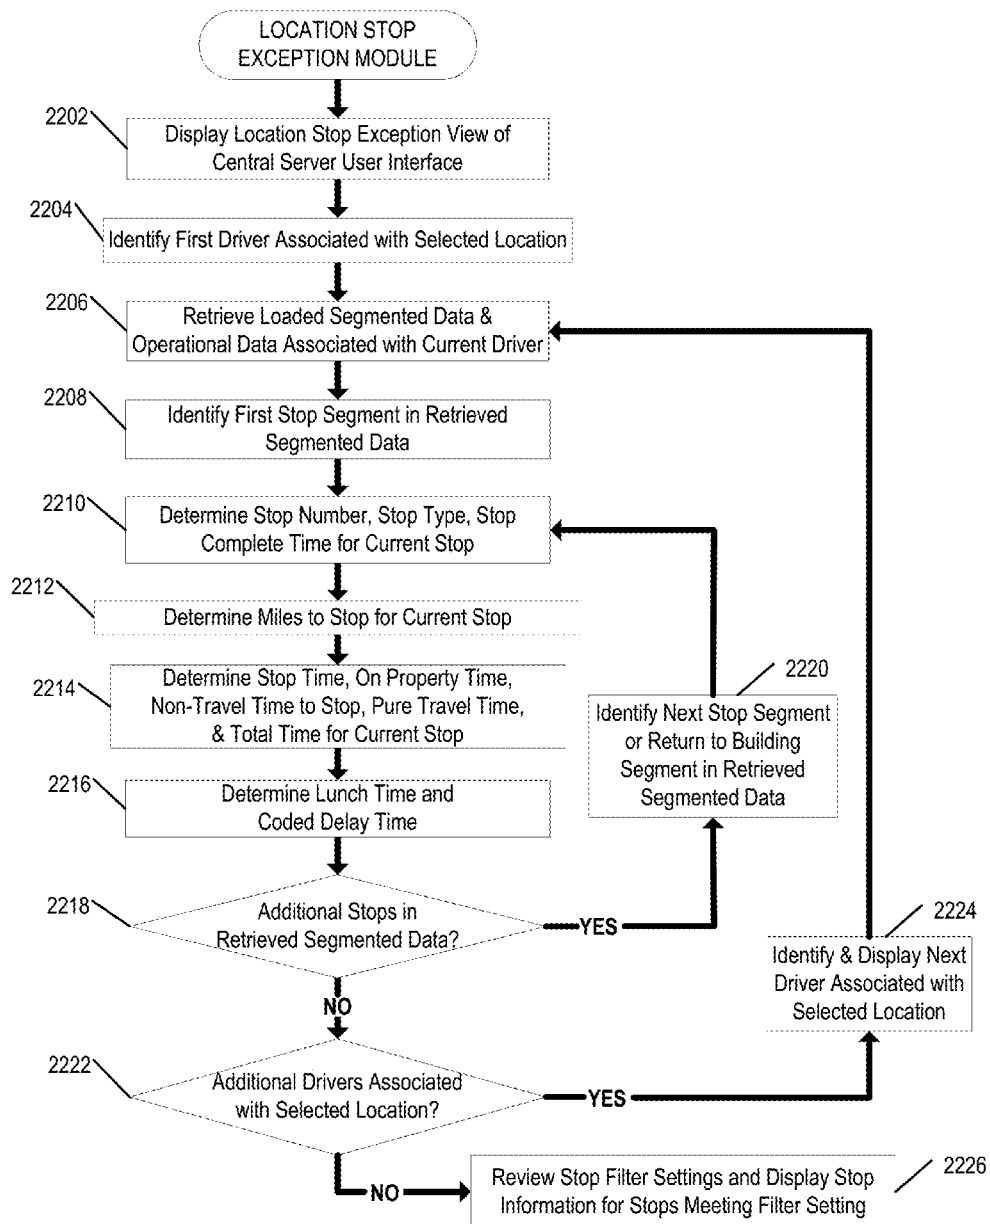 LOCATION STOP
EXCEPTION MODULE
2202
Display Location Stop Exception View of
Central Server User Interface
2204
Identify First Driver Associated with Selected Location
2206
Retrieve Loaded Segmented Data &
Operational Data Associated with Current Driver
2208
Identify First Stop Segment in Retrieved
Segmented Data
2210
Determine Stop Number, Stop Type, Stop
Complete Time for Current Stop
2212
Determine Miles to Stop for Current Stop
2214
Determine Stop Time, On Property Time,
Non-Travel Time to Stop, Pure Travel Time,
& Total Time for Current Stop
2216
Determine Lunch Time and
Coded Delay Time
2218
Additional Stops in
Retrieved Segmented Data?
YES
2220
Identify Next Stop Segment
or Return to Building
Segment in Retrieved
Segmented Data
NO
2222
Additional Drivers Associated
with Selected Location?
YES
2224
Identify & Display Next
Driver Associated with
Selected Location
NO
2226
Review Stop Filter Settings and Display Stop
Information for Stops Meeting Filter Setting